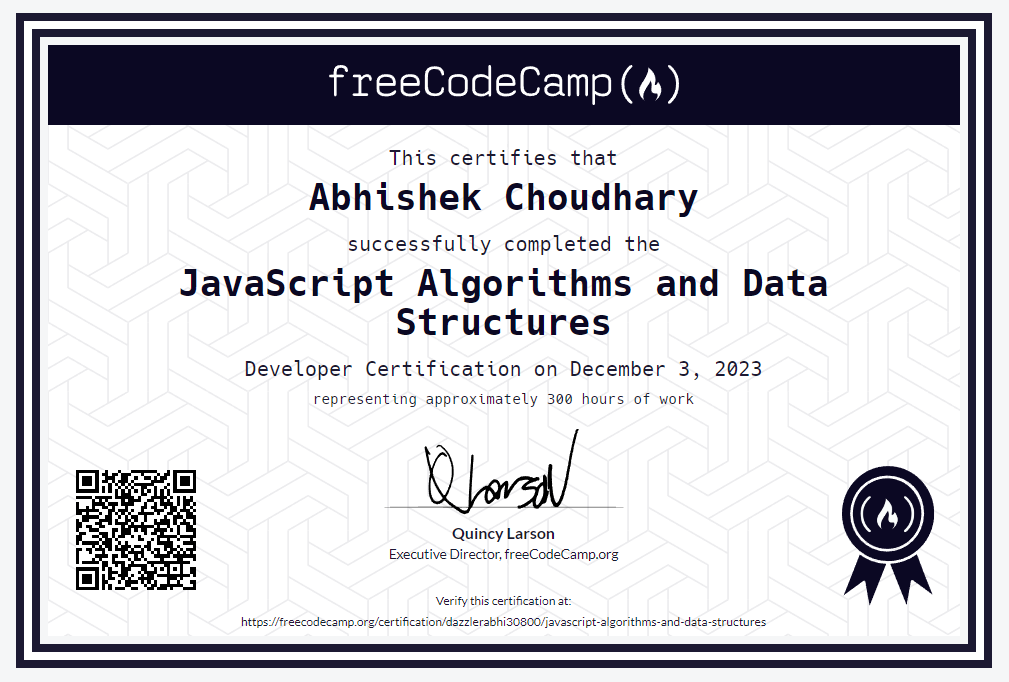 freeCodeCamp
This certifies that
Abhishek Choudhary
successfully completed the
JavaScript Algorithms and Data
Structures
Developer Certification on December 3, 2023
representing approximately 300 hours of work
Q Larson
Quincy Larson
Executive Director, freeCodeCamp.org
Verify this certification at:
https://freecodecamp.org/certification/dazzlerabhi30800/javascript-algorithms-and-data-structures